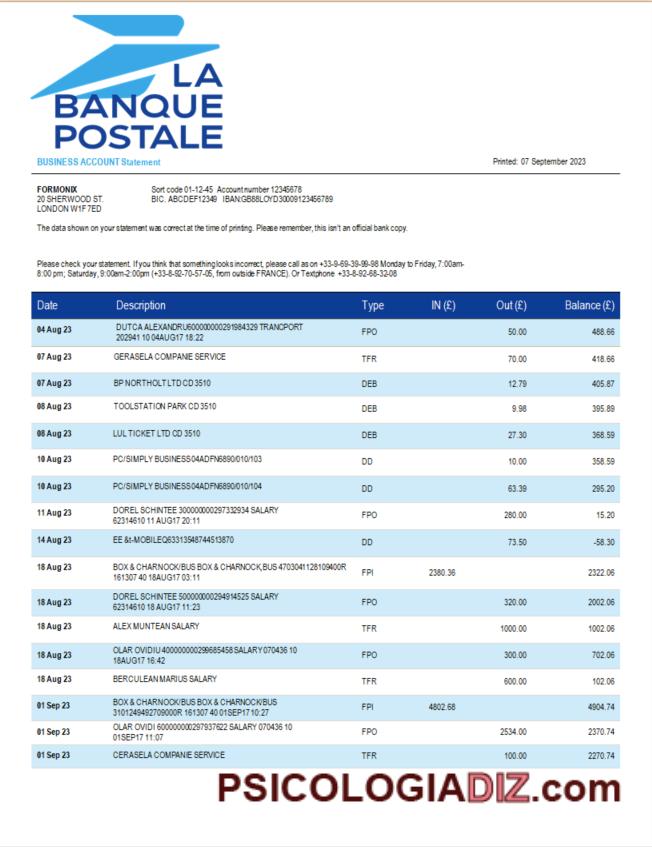 LA
BANQUE
POSTALE
BUSINESS ACCOUNT Statement
Printed: 07 September 2023
FORMONIX
20 SHERWOOD ST.
LONDON W1F 7ED
Sort code 01-12-45 Account number 12345678
BIC. ABCDEF12349 IBAN:GB88LOYD30009123456789
The data shown on your statement was correct at the time of printing. Please remember, this isn't an official bank copy.
Please check your statement. If you think that something looks incorrect, please call as on +33-9-69-39-99-98 Monday to Friday, 7:00am-
8:00 pm; Saturday, 9:00am-2:00pm (+33-8-92-70-57-05, from outside FRANCE). Or Textphone +33-8-92-68-32-08
Date Description Type IN (£) Out (£) Balance (£)
04 Aug 23 DUTCA ALEXANDRU600000000291984329 TRANCPORT FPO 50.00 488.66
202941 10 04AUG17 18:22
07 Aug 23 GERASELA COMPANIE SERVICE TFR 70.00 418.66
07 Aug 23 BP NORTHOLT LTD CD 3510 DEB 12.79 405.87
08 Aug 23 TOOLSTATION PARK CD 3510 DEB 9.98 395.89
08 Aug 23 LUL TICKET LTD CD 3510 DEB 27.30 368.59
10 Aug 23 PC/SIMPLY BUSINESS04ADFN6890/010/103 DD 10.00 358.59
10 Aug 23 PC/SIMPLY BUSINESS04ADFN6890/010/104 DD 63.39 295.20
11 Aug 23 DOREL SCHINTEE 300000000297332934 SALARY FPO 280.00 15.20
62314610 11 AUG17 20:11
14 Aug 23 EE &t-MOBILEQ63313548744513870 DD 73.50 -58.30
18 Aug 23 BOX & CHARNOCK/BUS BOX & CHARNOCK,BUS 4703041128109400R FPI 2380.36 2322.06
161307 40 18AUG17 03:11
18 Aug 23 DOREL SCHINTEE 500000000294914525 SALARY FPO 320.00 2002.06
62314610 18 AUG17 11:23
18 Aug 23 ALEX MUNTEAN SALARY TFR 1000.00 1002.06
18 Aug 23 OLAR OVIDIU 400000000299685458 SALARY 070436 10 FPO 300.00 702.06
18AUG17 16:42
18 Aug 23 BERCULEAN MARIUS SALARY TFR 600.00 102.06
01 Sep 23 BOX & CHARNOCK/BUS BOX & CHARNOCK/BUS FPI 4802.68 4904.74
3101249492709000R 161307 40 01SEP17 10:27
01 Sep 23 OLAR OVIDI 600000000297937622 SALARY 070436 10 FPO 2534.00 2370.74
01SEP17 11:07
01 Sep 23 CERASELA COMPANIE SERVICE TFR 100.00 2270.74
PSICOLOGIADIZ.com